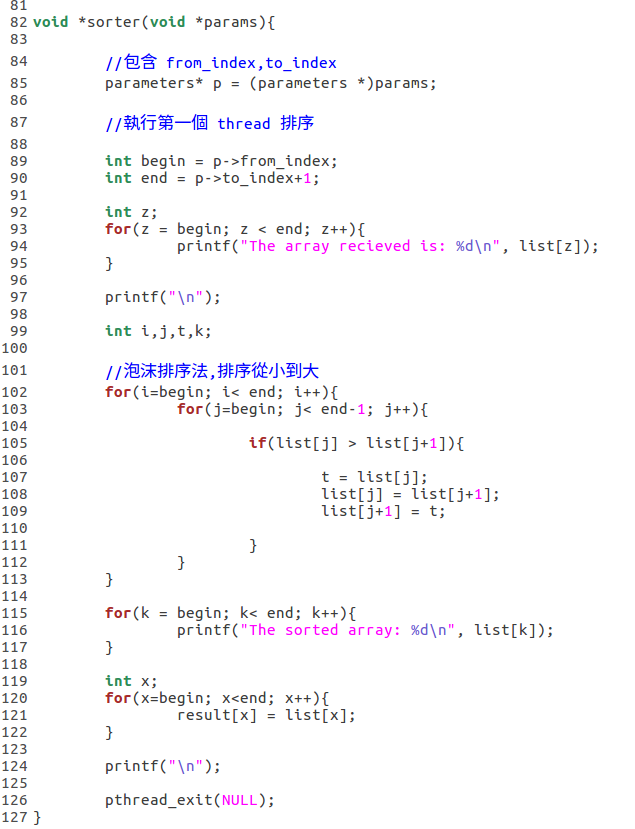 81
82 void *sorter(void *params){
83
84         //包含 from_index,to_index
85         parameters* p = (parameters *)params;
86
87         //執行第一個 thread 排序
88
89         int begin = p->from_index;
90         int end = p->to_index+1;
91
92         int z;
93         for(z = begin; z < end; z++){
94                 printf("The array recieved is: %d\n", list[z]);
95         }
96
97         printf("\n");
98
99         int i,j,t,k;
100
101         //泡沫排序法,排序從小到大
102         for(i=begin; i< end; i++){
103                 for(j=begin; j< end-1; j++){
104
105                         if(list[j] > list[j+1]){
106
107                                 t = list[j];
108                                 list[j] = list[j+1];
109                                 list[j+1] = t;
110
111                         }
112                 }
113         }
114
115         for(k = begin; k< end; k++){
116                 printf("The sorted array: %d\n", list[k]);
117         }
118
119         int x;
120         for(x=begin; x<end; x++){
121                 result[x] = list[x];
122         }
123
124         printf("\n");
125
126         pthread_exit(NULL);
127 }